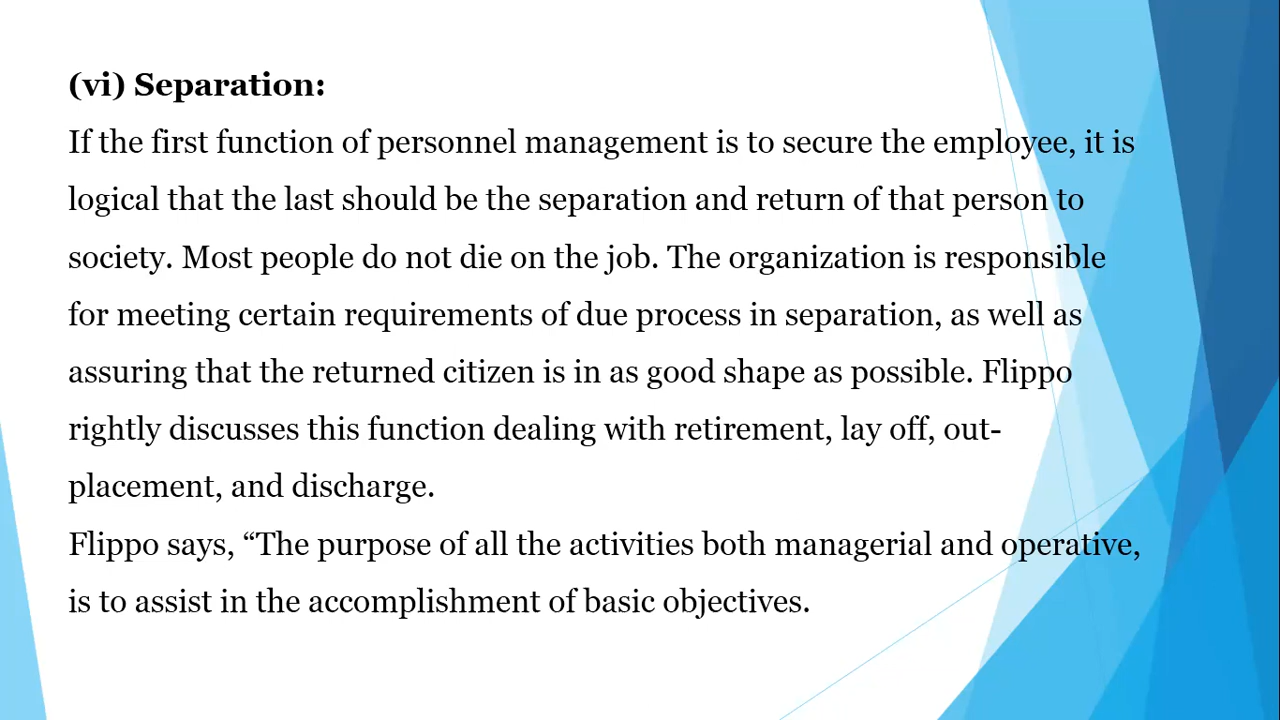 (vi) Separation:
If the first function of personnel management is to secure the employee, it is
logical that the last should be the separation and return of that person to
society. Most people do not die on the job. The organization is responsible
for meeting certain requirements of due process in separation, as well as
assuring that the returned citizen is in as good shape as possible. Flippo
rightly discusses this function dealing with retirement, lay off, out-
placement, and discharge.
Flippo says, “The purpose of all the activities both managerial and operative,
is to assist in the accomplishment of basic objectives.